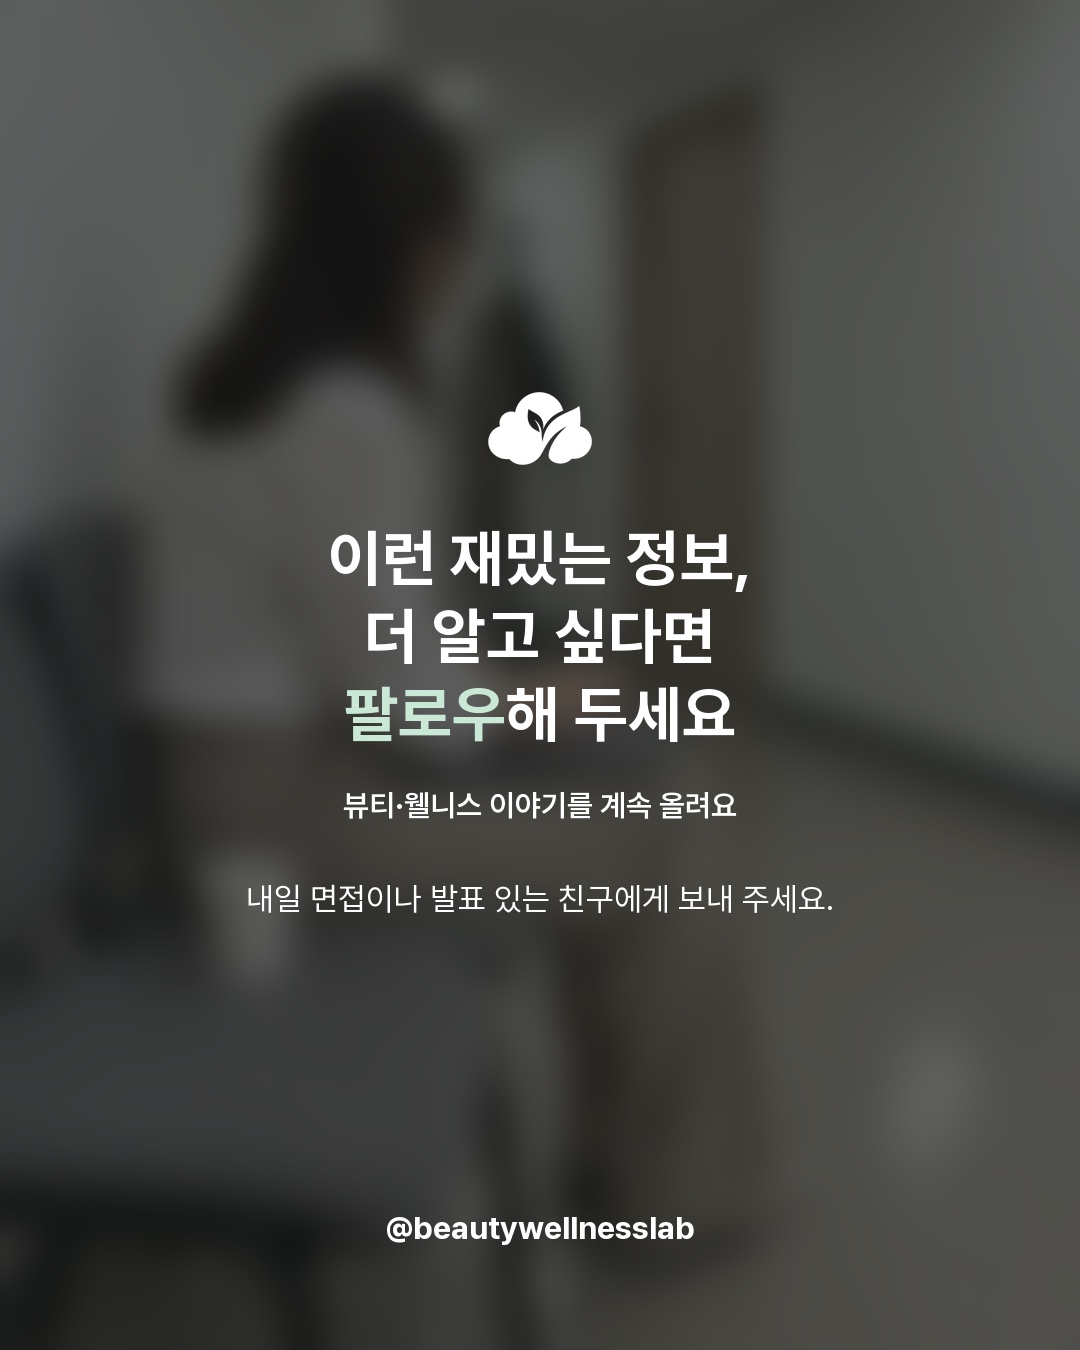 이런 재밌는 정보,
더 알고 싶다면
팔로우해 두세요
뷰티·웰니스 이야기를 계속 올려요
내일 면접이나 발표 있는 친구에게 보내 주세요.
@beautywellnesslab